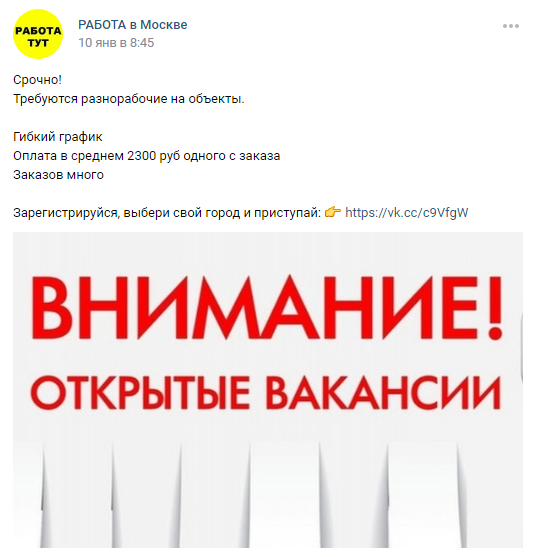 РАБОТА
ТУТ
РАБОТА в Москве
10 янв в 8:45
Срочно!
Требуются разнорабочие на объекты.
Гибкий график
Оплата в среднем 2300 руб одного с заказа
Заказов много
Зарегистрируйся, выбери свой город и приступай: 👉 https://vk.cc/c9VfgW
ВНИМАНИЕ!
ОТКРЫТЫЕ ВАКАНСИИ